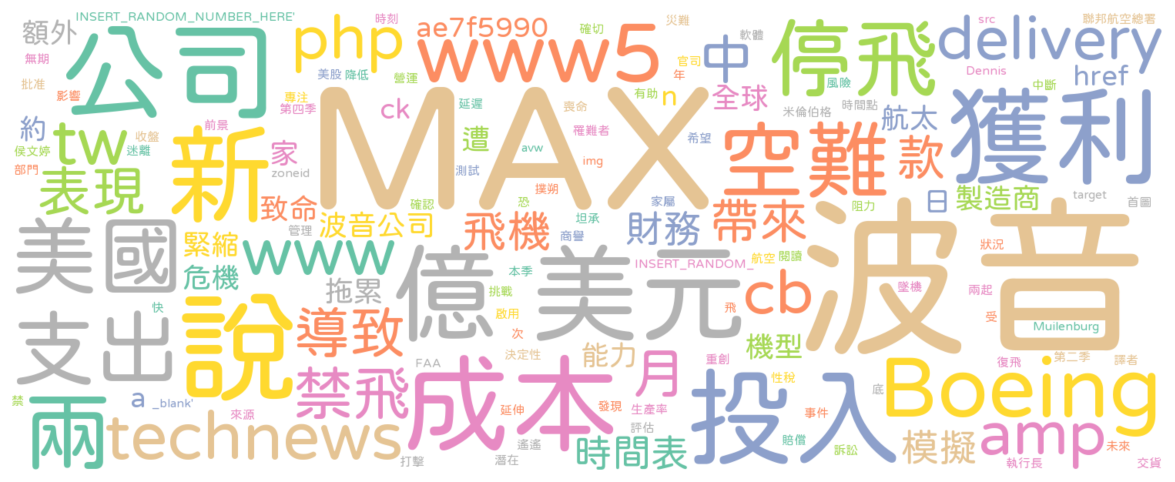 INSERT_RANDOM_NUMBER_HERE'
時刻
災難
src
聯邦航空總署
額外
公司
php
ae7f5990
確切
軟體
停飛
delivery
無期
美股
降低
營運
www5
官司
中
Dennis
href
批准
影響
專注
第四季
ck
延遲
年
有助
n
全球
風險
中斷
喪命
米倫伯格
時間點
航太
獲利
約
tw
收盤
前景
MAX
遭
罹難者
希望
空難
款
侯文婷
迷離
新
家
avw
部門
zoneid
測試
img
表現
撲朔
家屬
日
製造商
target
首圖
致命
確認
恐
坦承
阻力
波音公司
管理
飛機
商譽
財務
帶來
美國
緊縮
www
狀況
航空
閱讀
INSERT_RANDOM_
波音
危機
本季
億
美元
cb
墜機
兩起
拖累
挑戰
快
支出
說
啟用
飛
受
Muilenburg
導致
次
機型
決定性
能力
FAA
重創
復飛
第二季
譯者
禁飛
成本
月
性稅
底
Boeing
禁
兩
a
_blank'
投入
來源
延伸
發現
生產率
事件
technews
評估
遙遙
時間表
賠償
模擬
amp
未來
訴訟
打擊
潛在
執行長
交貨